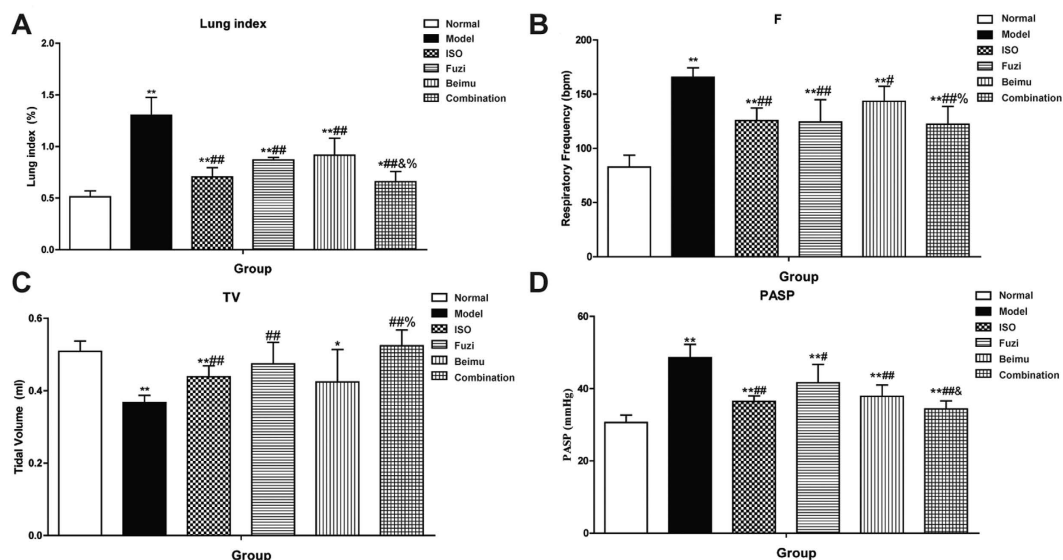 A
Lung index
Lung index (%)
2.0
1.5
1.0
0.5
0.0
**
**##
**##
**##
*##&%
Group
Normal
Model
ISO
Fuzi
Beimu
Combination
B
F
Respiratory Frequency (bpm)
200
150
100
50
0
**
**##
**##
**#
**##%
Group
Normal
Model
ISO
Fuzi
Beimu
Combination
C
TV
Tidal Volume (ml)
0.6
0.4
0.2
0.0
**
**##
##
*
##%
Group
Normal
Model
ISO
Fuzi
Beimu
Combination
D
PASP
PASP (mmHg)
60
40
20
0
**
**##
**#
**##
**##&
Group
Normal
Model
ISO
Fuzi
Beimu
Combination